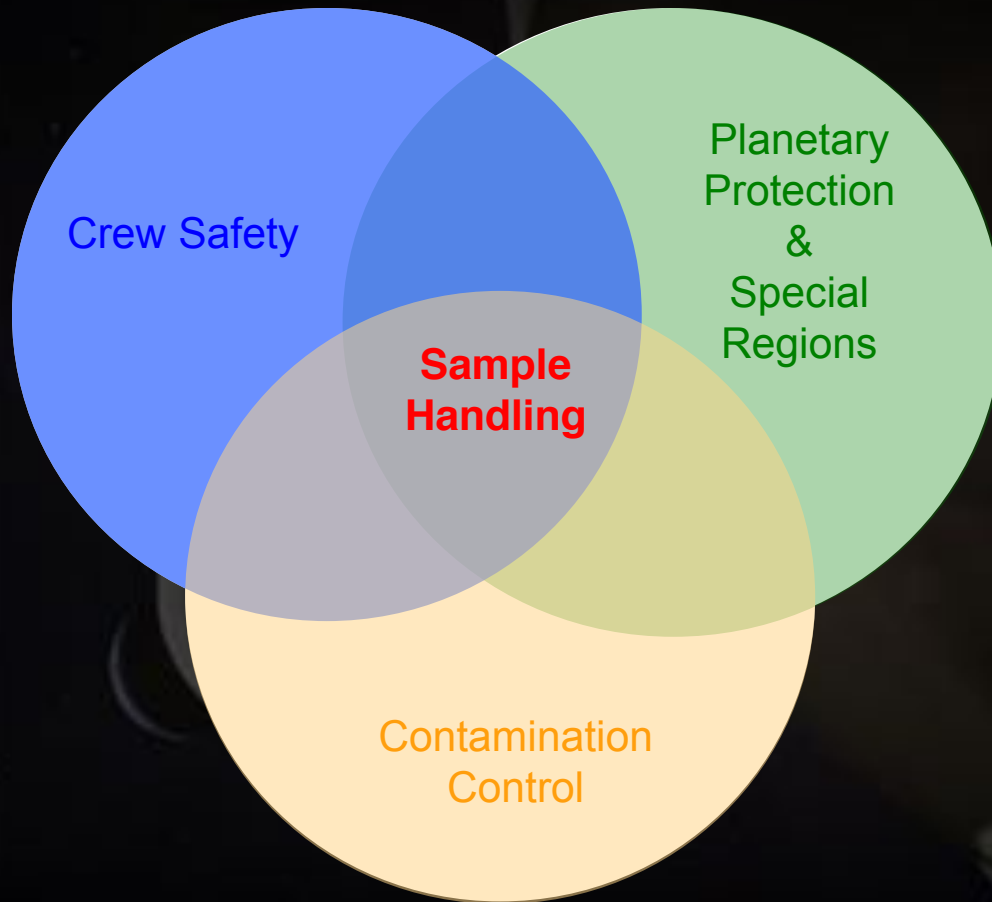 Crew Safety
Planetary
Protection
&
Special
Regions
Sample
Handling
Contamination
Control